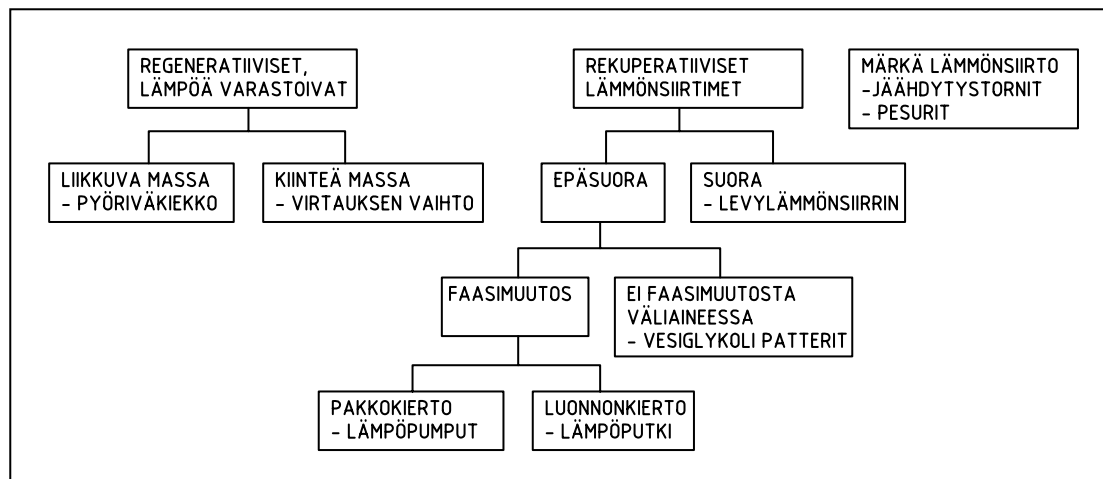 REGENERATIIVISET,
LÄMPÖÄ VARASTOIVAT
REKUPERATIIVISET
LÄMMÖNSIIRTIMET
MÄRKÄ LÄMMÖNSIIRTO
-JÄÄHDYTYSTORNIT
- PESURIT
LIIKKUVA MASSA
- PYÖRIVÄKIEKKO
KIINTEÄ MASSA
- VIRTAUKSEN VAIHTO
EPÄSUORA
SUORA
- LEVYLÄMMÖNSIIRRIN
FAASIMUUTOS
EI FAASIMUUTOSTA
VÄLIAINEESSA
- VESIGLYKOLI PATTERIT
PAKKOKIERTO
- LÄMPÖPUMPUT
LUONNONKIERTO
- LÄMPÖPUTKI